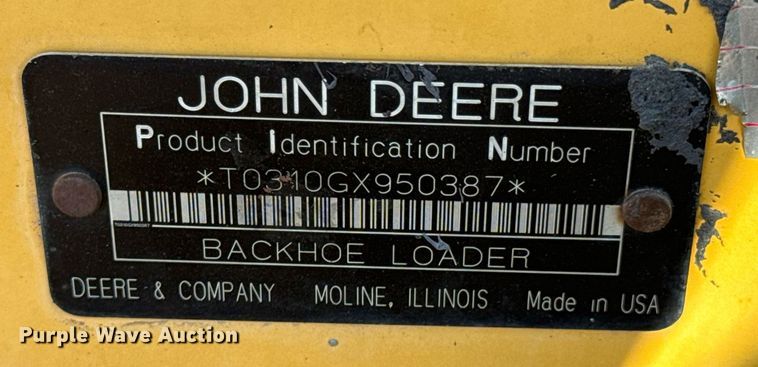 JOHN DEERE
Product Identification Number
*T0310GX950387*
BACKHOE LOADER
DEERE & COMPANY MOLINE, ILLINOIS Made in USA
Purple Wave Auction